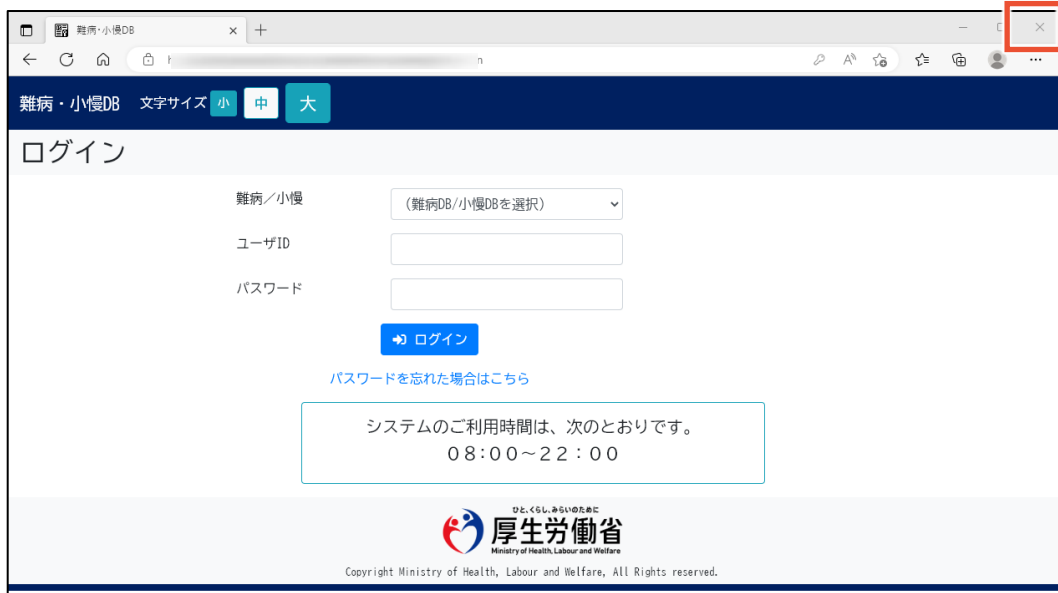 難病・小慢DB
難病・小慢DB 文字サイズ 小 中 大
ログイン
難病／小慢 (難病DB/小慢DBを選択)
ユーザID
パスワード
ログイン
パスワードを忘れた場合はこちら
システムのご利用時間は、次のとおりです。
０８:００～２２：００
ひと、くらし、みらいのために
厚生労働省
Ministry of Health, Labour and Welfare
Copyright Ministry of Health, Labour and Welfare, All Rights reserved.